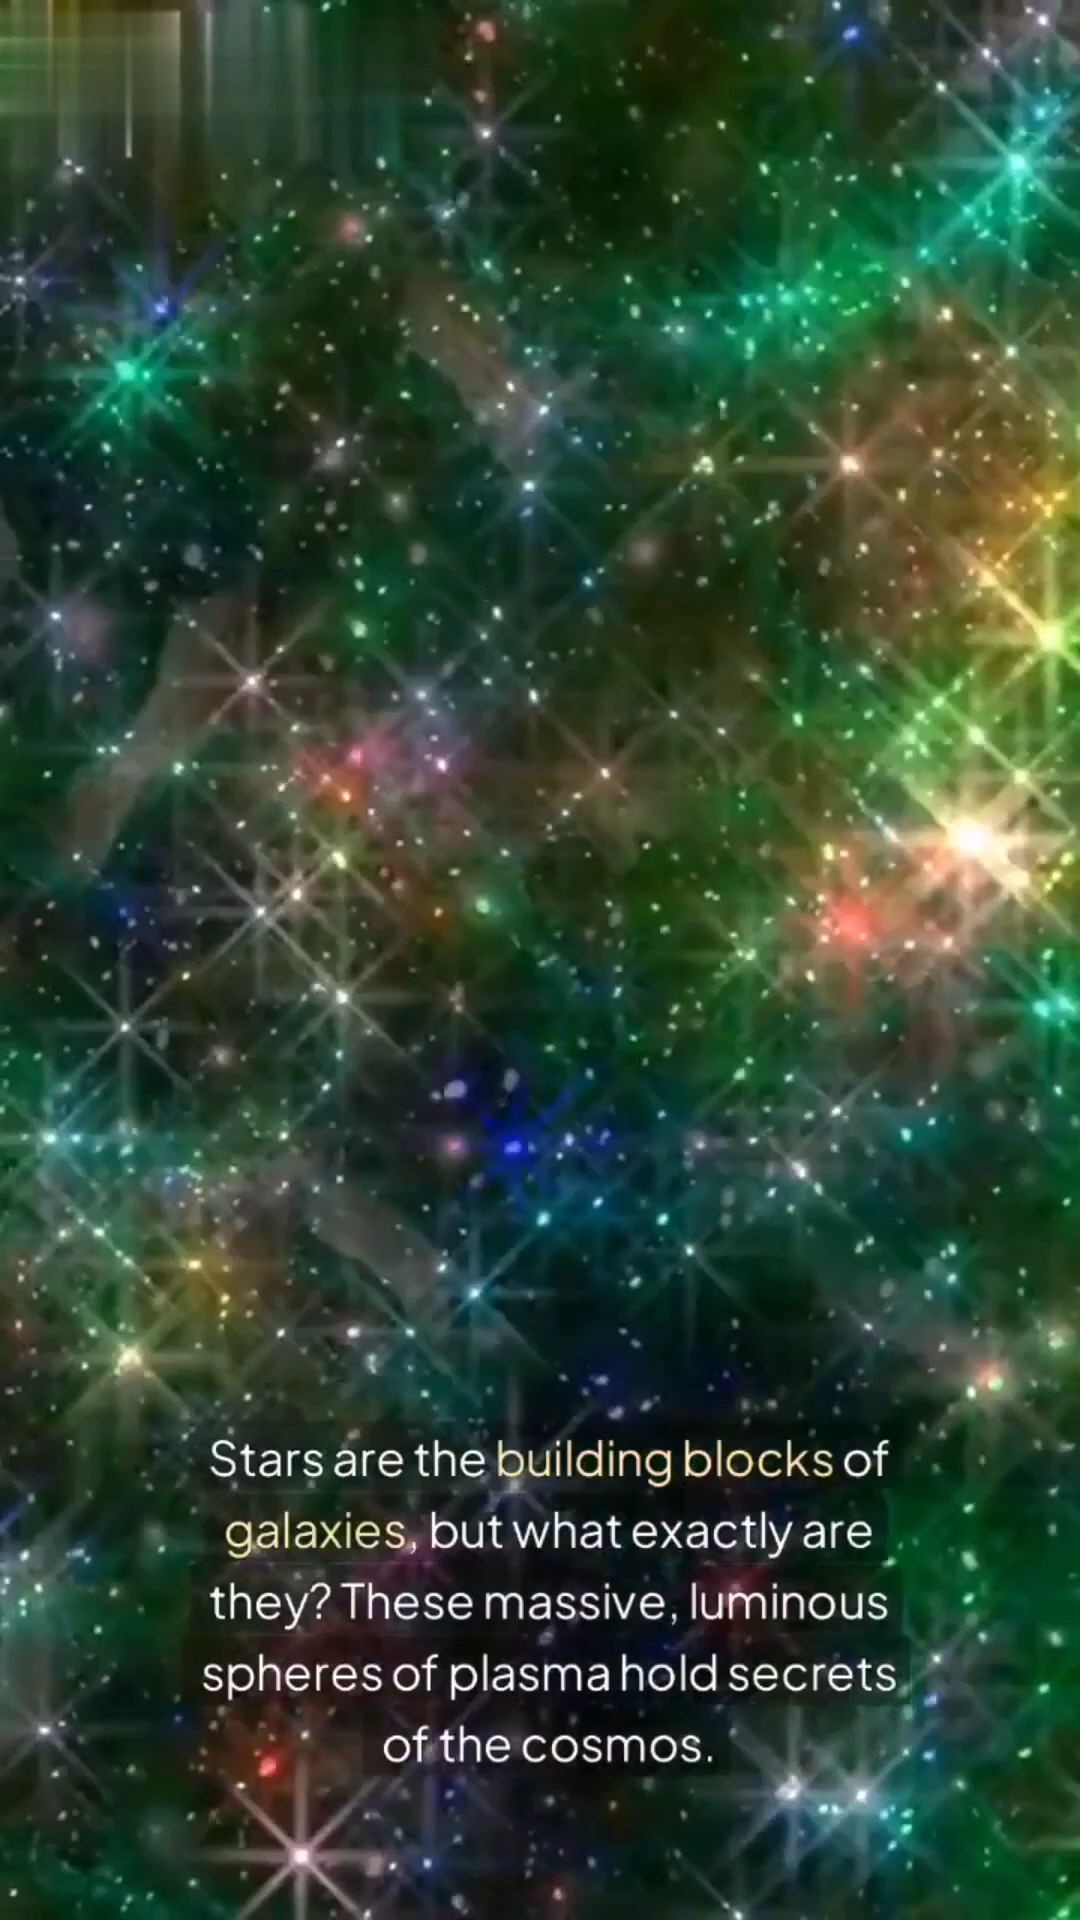 Stars are the building blocks of
galaxies, but what exactly are
they? These massive, luminous
spheres of plasma hold secrets
of the cosmos.